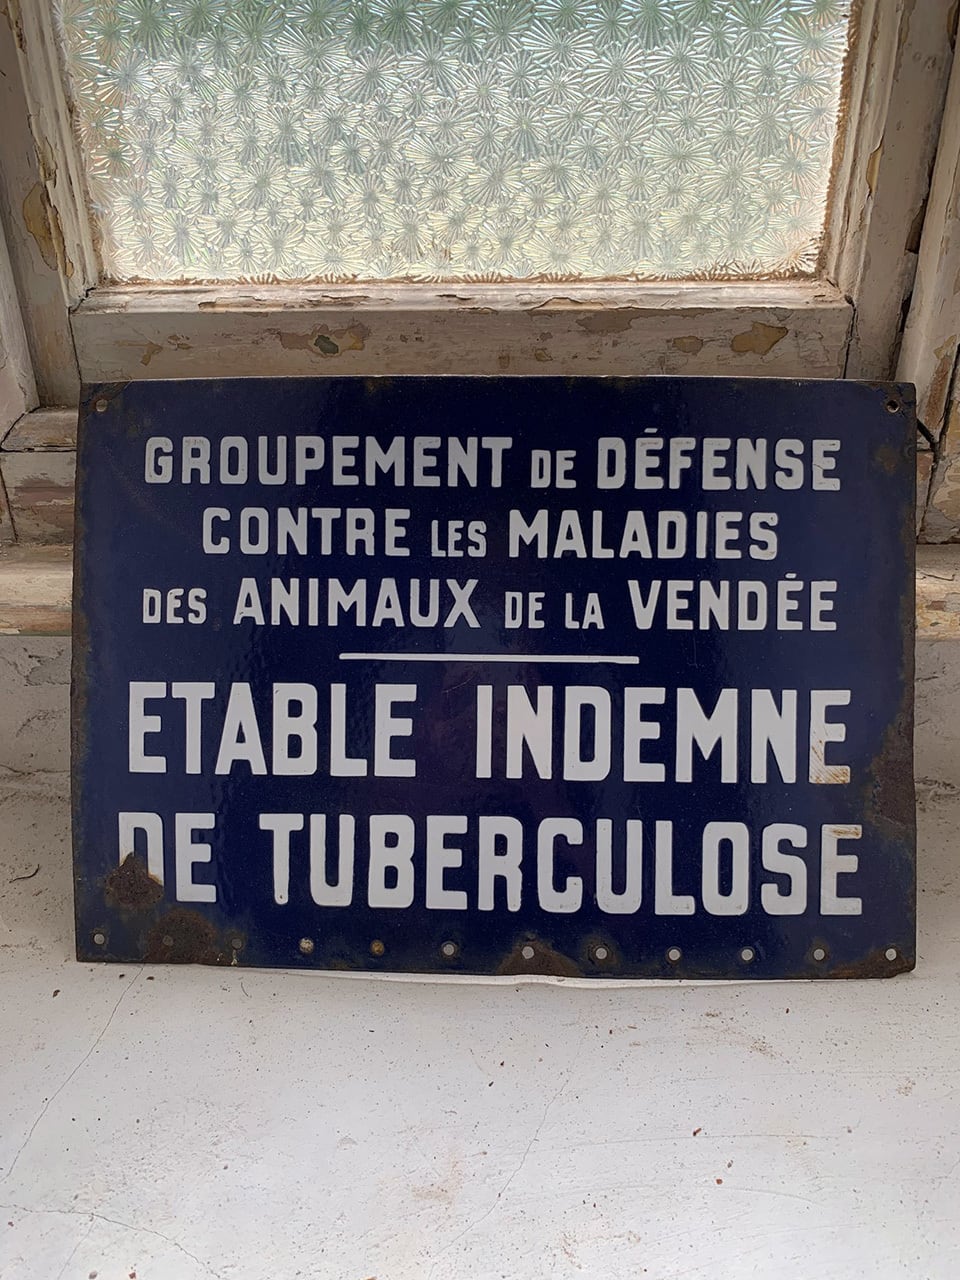 GROUPEMENT DE DÉFENSE
CONTRE LES MALADIES
DES ANIMAUX DE LA VENDÉE
ETABLE INDEMNE
DE TUBERCULOSE